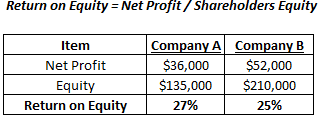 Return on Equity = Net Profit / Shareholders Equity
Item Company A Company B
Net Profit $36,000 $52,000
Equity $135,000 $210,000
Return on Equity 27% 25%